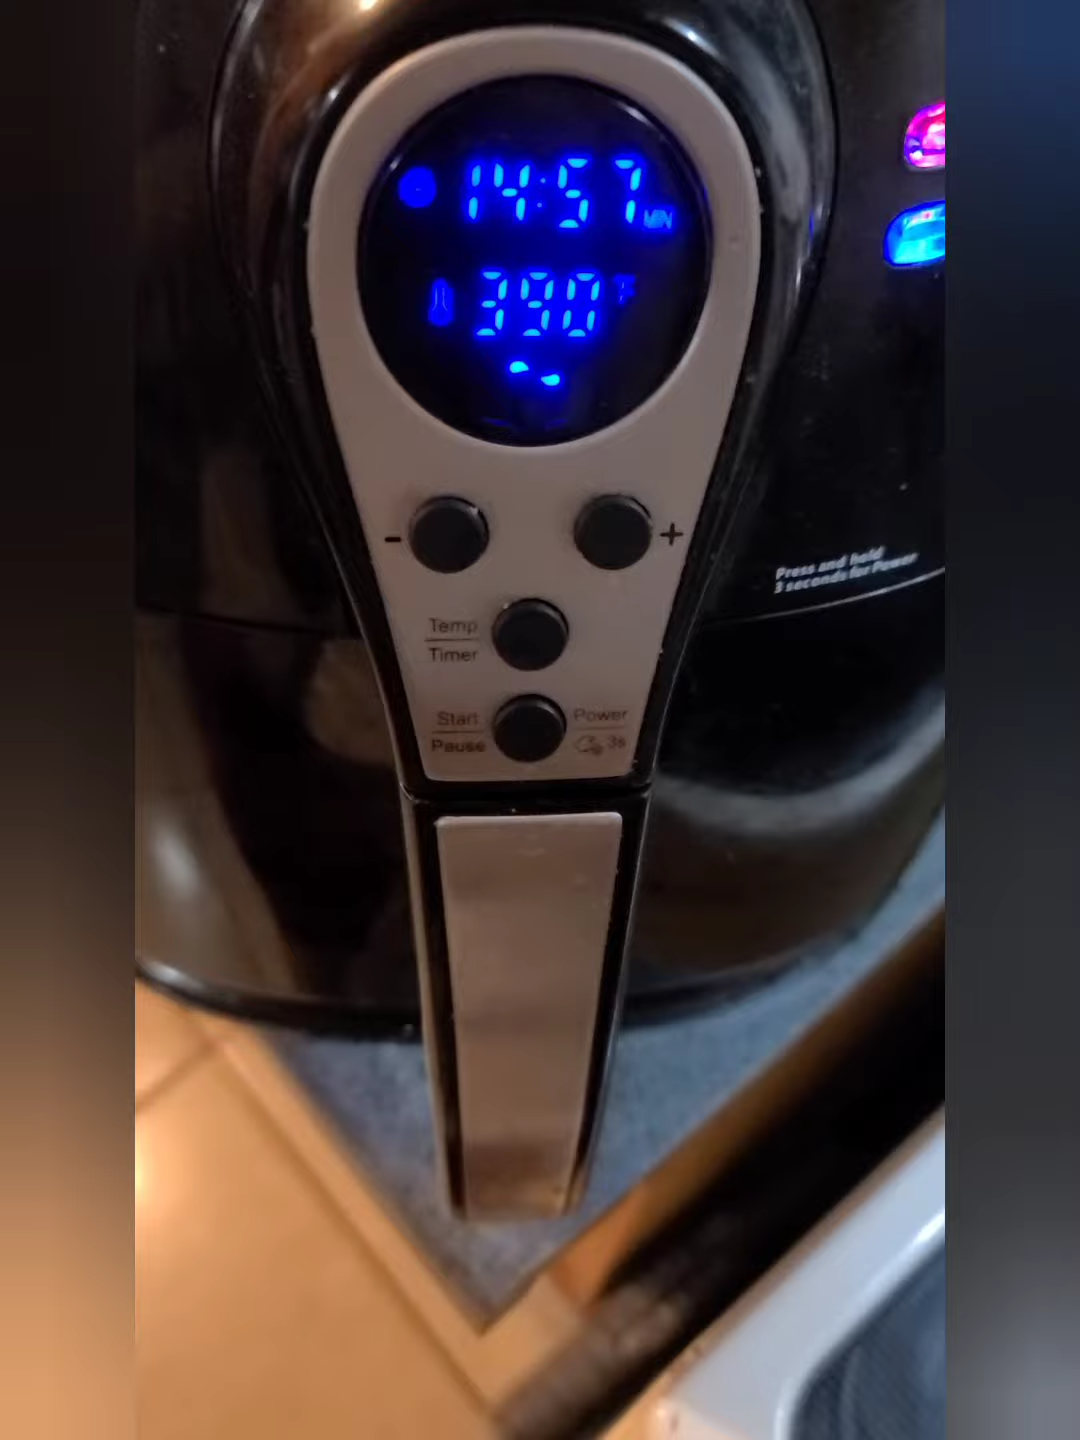 14:57 MIN
390 °F
- +
Press and hold
3 seconds for Power
Temp
Timer
Start
Pause
Power
3s